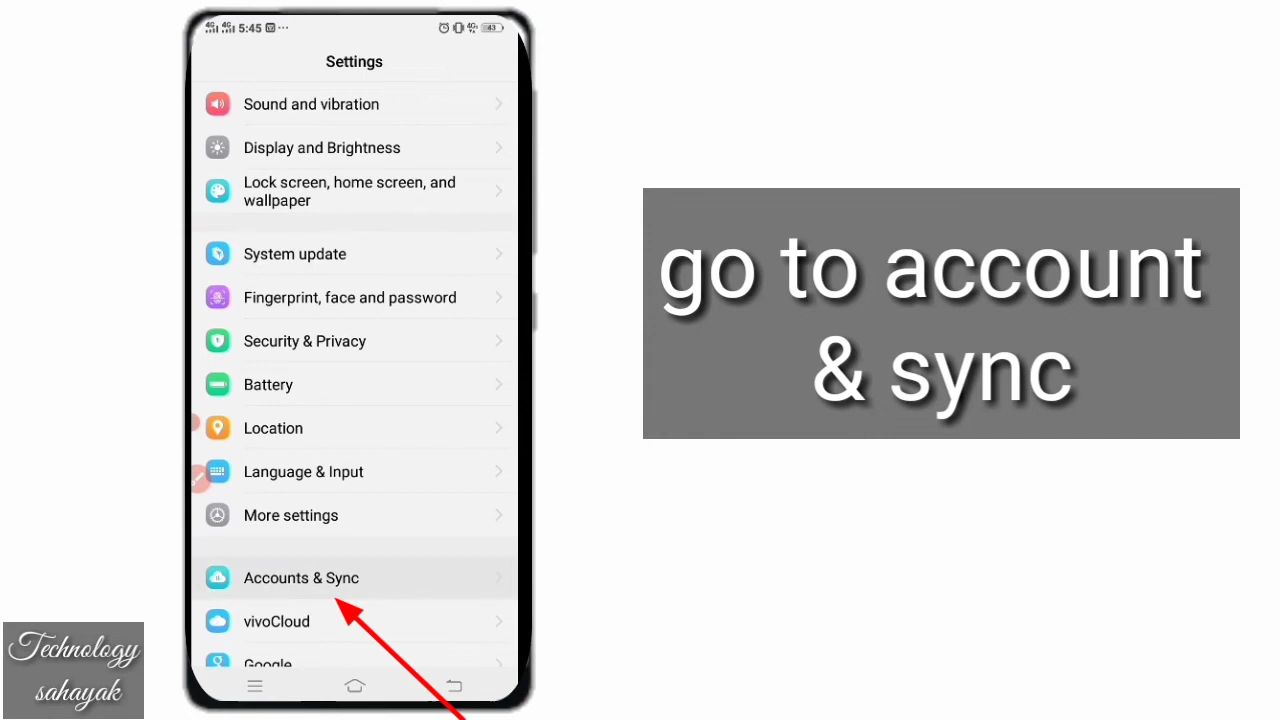 4G 4G 5:45 ... 4G 43
Settings
Sound and vibration
Display and Brightness
Lock screen, home screen, and
wallpaper
System update
Fingerprint, face and password
Security & Privacy
Battery
Location
Language & Input
More settings
Accounts & Sync
vivoCloud
Google
go to account
& sync
Technology
sahayak